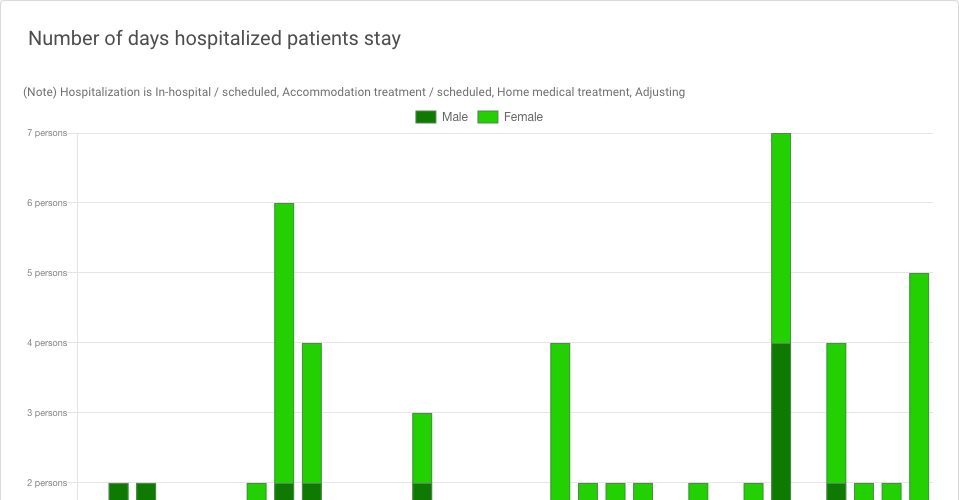 Number of days hospitalized patients stay
(Note) Hospitalization is In-hospital / scheduled, Accommodation treatment / scheduled, Home medical treatment, Adjusting
Male Female
7 persons
6 persons
5 persons
4 persons
3 persons
2 persons